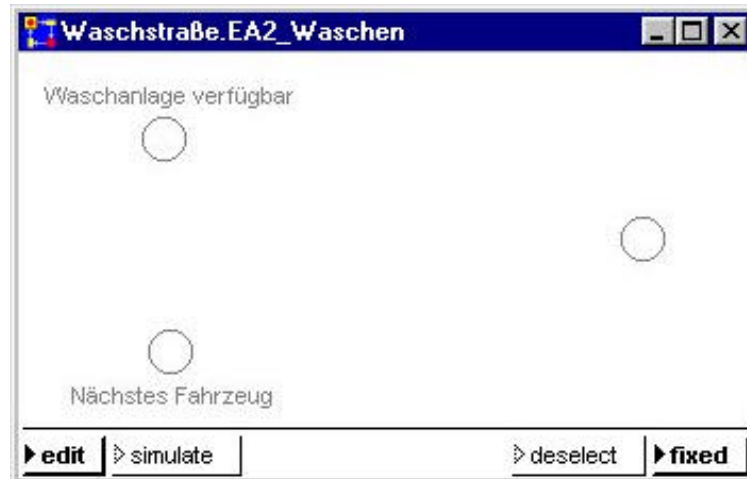 Waschstraße.EA2_Waschen
Waschanlage verfügbar
Nächstes Fahrzeug
edit simulate deselect fixed